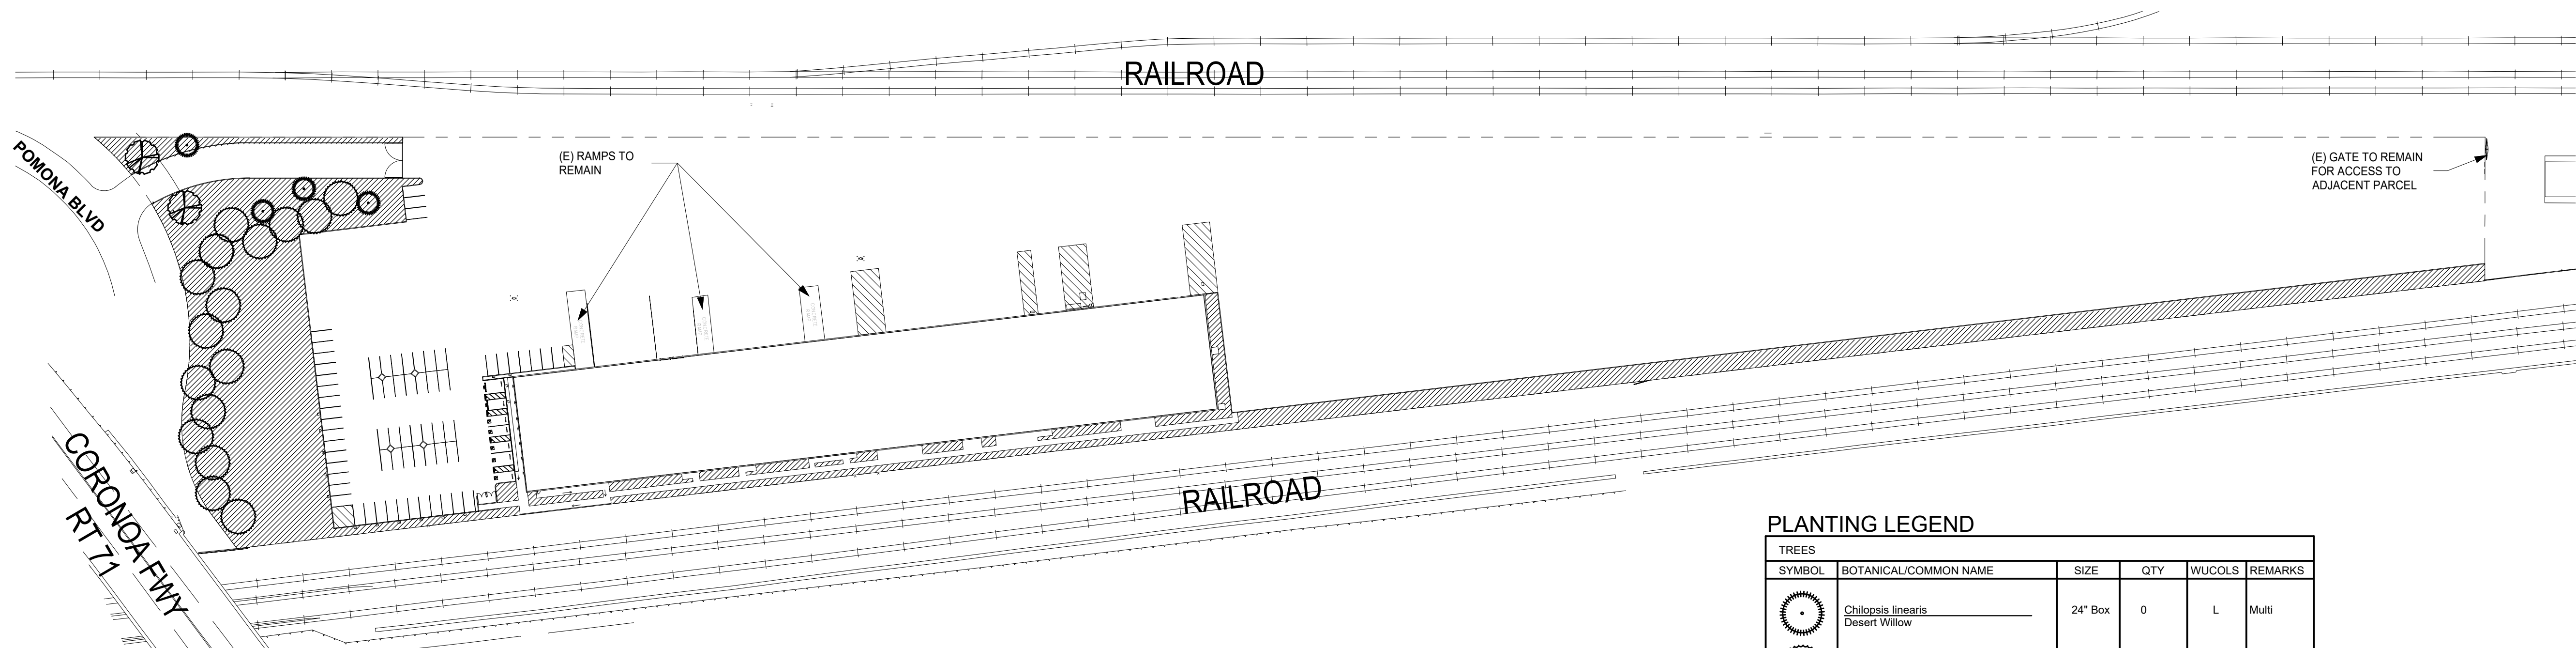 RAILROAD
POMONA BLVD
(E) RAMPS TO
REMAIN
(E) GATE TO REMAIN
FOR ACCESS TO
ADJACENT PARCEL
RAILROAD
CORONOA FWY
RT 71
PLANTING LEGEND
TREES
SYMBOL BOTANICAL/COMMON NAME SIZE QTY WUCOLS REMARKS
Chilopsis linearis 24" Box 0 L Multi
Desert Willow